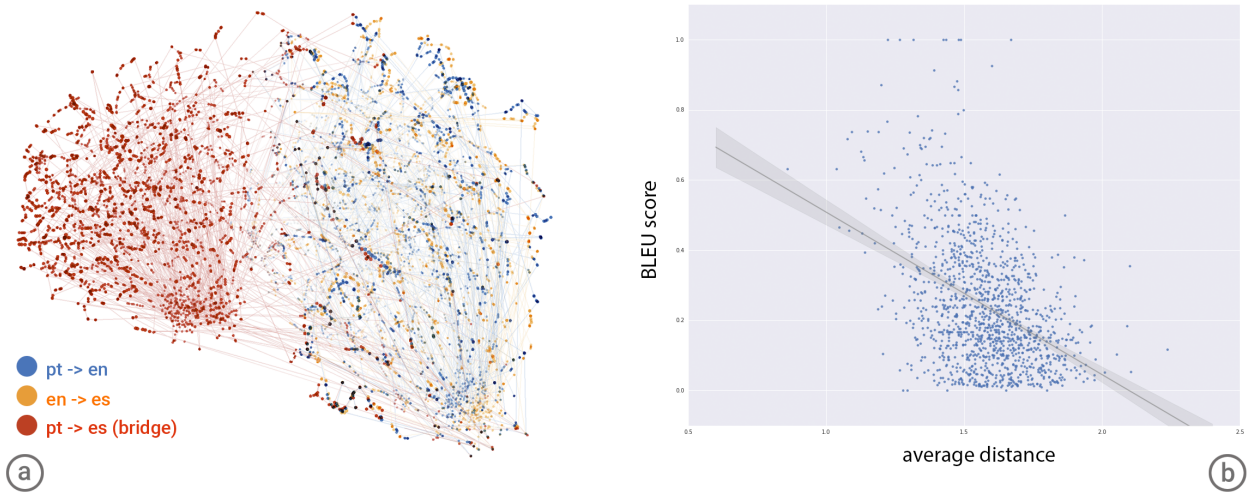 pt -> en
en -> es
pt -> es (bridge)
a
BLEU score
1.0
0.8
0.6
0.4
0.2
0.0
0.5
1.0
1.5
2.0
2.5
average distance
b